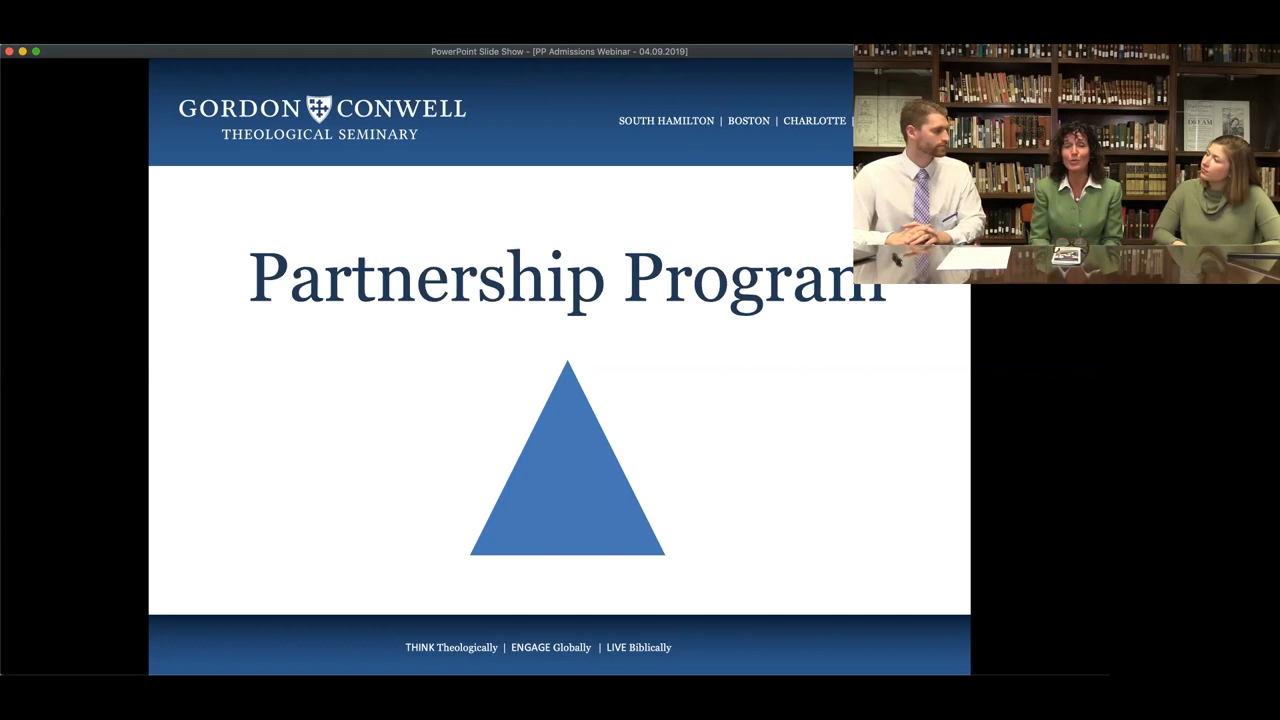 PowerPoint Slide Show - [PP Admissions Webinar - 04.09.2019]
GORDON CONWELL
THEOLOGICAL SEMINARY
SOUTH HAMILTON | BOSTON | CHARLOTTE |
Partnership Program
THINK Theologically | ENGAGE Globally | LIVE Biblically